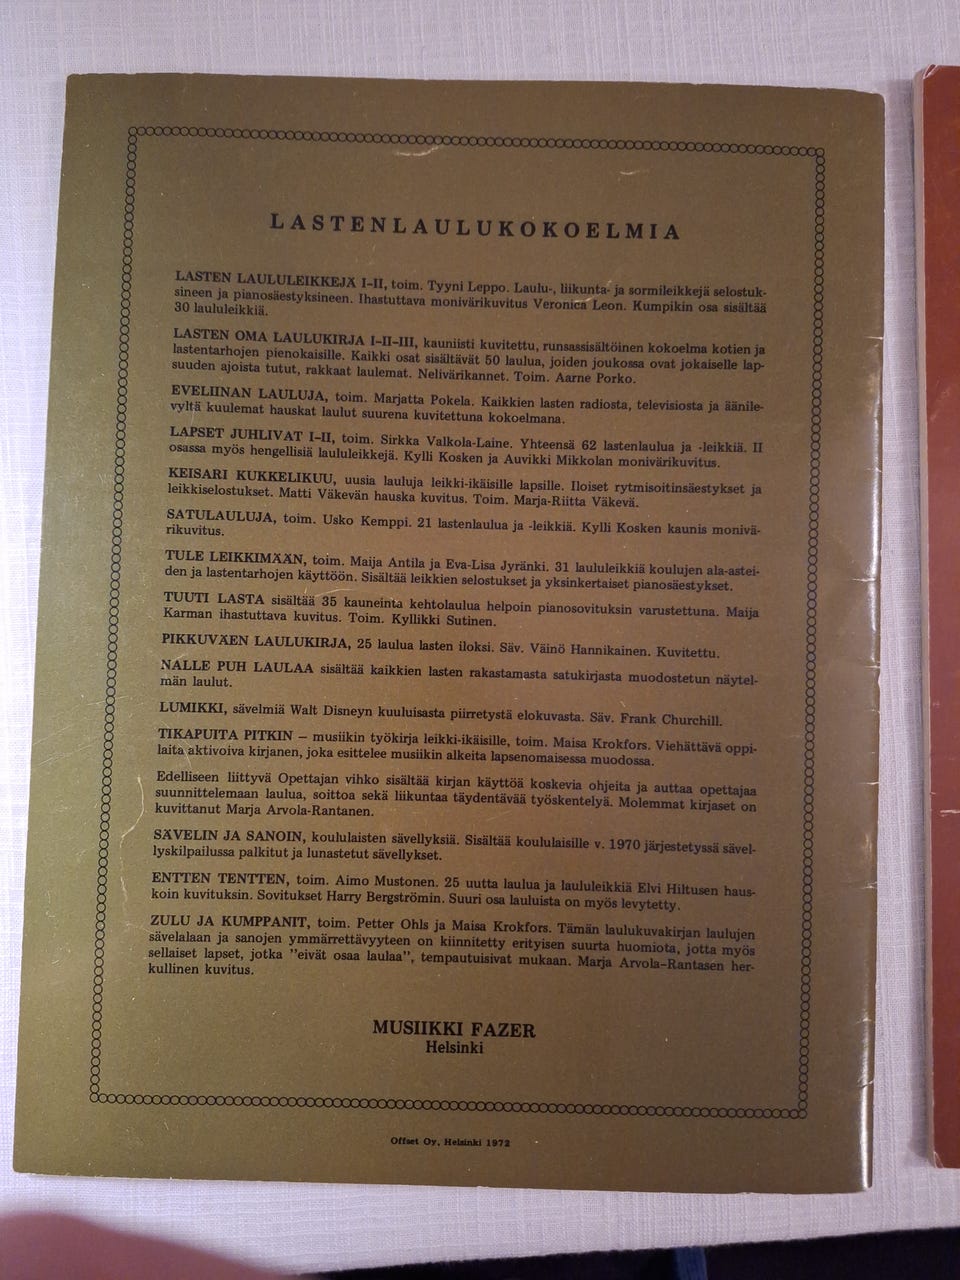 LASTENLAULUKOKOELMIA
LASTEN LAULULEIKKEJÄ I–II, toim. Tyyni Leppo. Laulu-, liikunta- ja sormileikkejä selostuk-
sineen ja pianosäestyksineen. Ihastuttava monivärikuvitus Veronica Leon. Kumpikin osa sisältää
30 laululeikkiä.
LASTEN OMA LAULUKIRJA I–II–III, kauniisti kuvitettu, runsassisältöinen kokoelma kotien ja
lastentarhojen pienokaisille. Kaikki osat sisältävät 50 laulua, joiden joukossa ovat jokaiselle lap-
suuden ajoista tutut, rakkaat laulemat. Nelivärikannet. Toim. Aarne Porko.
EVELIINAN LAULUJA, toim. Marjatta Pokela. Kaikkien lasten radiosta, televisiosta ja äänile-
vyltä kuulemat hauskat laulut suurena kuvitettuna kokoelmana.
LAPSET JUHLIVAT I–II, toim. Sirkka Valkola-Laine. Yhteensä 62 lastenlaulua ja -leikkiä. II
osassa myös hengellisiä laululeikkejä. Kylli Kosken ja Auvikki Mikkolan monivärikuvitus.
KEISARI KUKKELIKUU, uusia lauluja leikki-ikäisille lapsille. Iloiset rytmisoitinsäestykset ja
leikkiselostukset. Matti Väkevän hauska kuvitus. Toim. Marja-Riitta Väkevä.
SATULAULUJA, toim. Usko Kemppi. 21 lastenlaulua ja -leikkiä. Kylli Kosken kaunis monivä-
rikuvitus.
TULE LEIKKIMÄÄN, toim. Maija Antila ja Eva-Lisa Jyränki. 31 laululeikkiä koulujen ala-astei-
den ja lastentarhojen käyttöön. Sisältää leikkien selostukset ja yksinkertaiset pianosäestykset.
TUUTI LASTA sisältää 35 kauneinta kehtolaulua helpoin pianosovituksin varustettuna. Maija
Karman ihastuttava kuvitus. Toim. Kyllikki Sutinen.
PIKKUVÄEN LAULUKIRJA, 25 laulua lasten iloksi. Säv. Väinö Hannikainen. Kuvitettu.
NALLE PUH LAULAA sisältää kaikkien lasten rakastamasta satukirjasta muodostetun näytel-
män laulut.
LUMIKKI, sävelmiä Walt Disneyn kuuluisasta piirretystä elokuvasta. Säv. Frank Churchill.
TIKAPUITA PITKIN – musiikin työkirja leikki-ikäisille, toim. Maisa Krokfors. Viehättävä oppi-
laita aktivoiva kirjanen, joka esittelee musiikin alkeita lapsenomaisessa muodossa.
Edelliseen liittyvä Opettajan vihko sisältää kirjan käyttöä koskevia ohjeita ja auttaa opettajaa
suunnittelemaan laulua, soittoa sekä liikuntaa täydentävää työskentelyä. Molemmat kirjaset on
kuvittanut Marja Arvola-Rantanen.
SÄVELIN JA SANOIN, koululaisten sävellyksiä. Sisältää koululaisille v. 1970 järjestetyssä sävel-
lyskilpailussa palkitut ja lunastetut sävellykset.
ENTTEN TENTTEN, toim. Aimo Mustonen. 25 uutta laulua ja laululeikkiä Elvi Hiltusen haus-
koin kuvituksin. Sovitukset Harry Bergströmin. Suuri osa lauluista on myös levytetty.
ZULU JA KUMPPANIT, toim. Petter Ohls ja Maisa Krokfors. Tämän laulukuvakirjan laulujen
sävelalaan ja sanojen ymmärrettävyyteen on kiinnitetty erityisen suurta huomiota, jotta myös
sellaiset lapset, jotka "eivät osaa laulaa", tempautuisivat mukaan. Marja Arvola–Rantasen her-
kullinen kuvitus.
MUSIIKKI FAZER
Helsinki
Offset Oy, Helsinki 1972